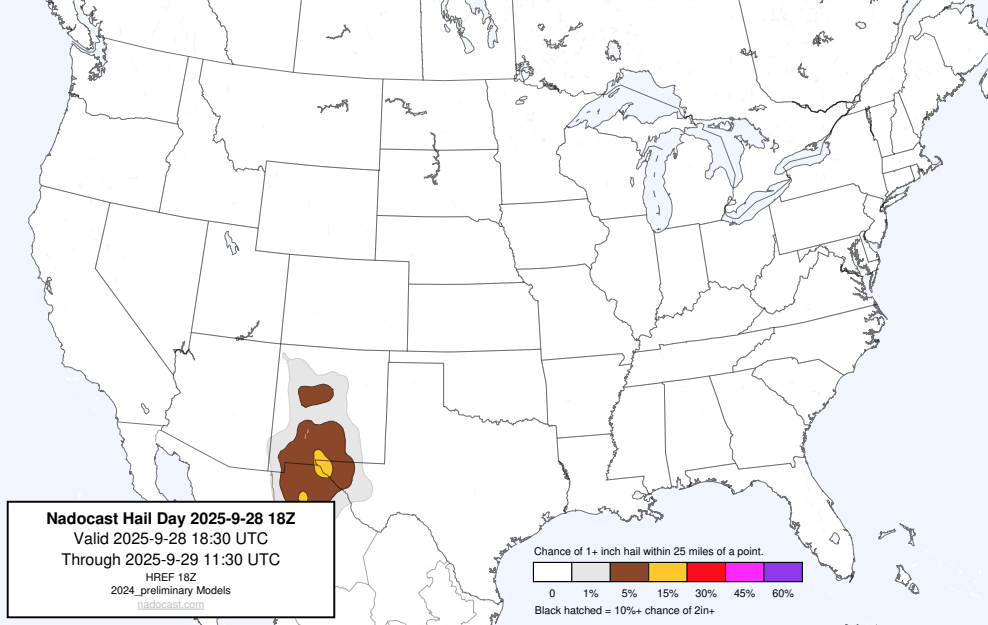 Nadocast Hail Day 2025-9-28 18Z
Valid 2025-9-28 18:30 UTC
Through 2025-9-29 11:30 UTC
HREF 18Z
2024_preliminary Models
nadocast.com
Chance of 1+ inch hail within 25 miles of a point.
0 1% 5% 15% 30% 45% 60%
Black hatched = 10%+ chance of 2in+